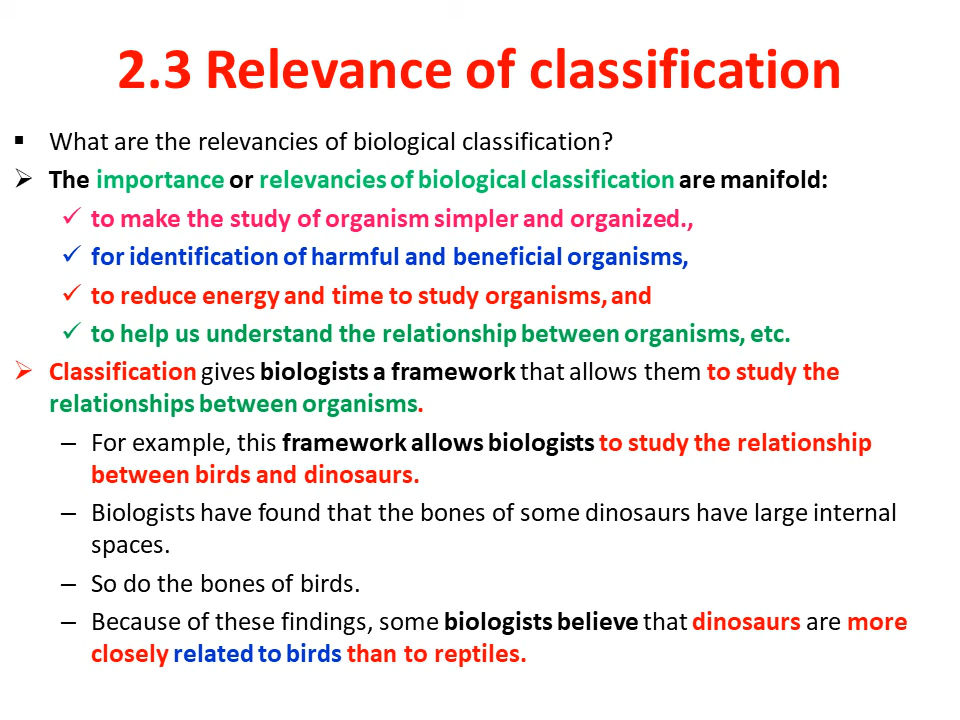 2.3 Relevance of classification
▪ What are the relevancies of biological classification?
➢ The importance or relevancies of biological classification are manifold:
✓ to make the study of organism simpler and organized.,
✓ for identification of harmful and beneficial organisms,
✓ to reduce energy and time to study organisms, and
✓ to help us understand the relationship between organisms, etc.
➢ Classification gives biologists a framework that allows them to study the
relationships between organisms.
– For example, this framework allows biologists to study the relationship
between birds and dinosaurs.
– Biologists have found that the bones of some dinosaurs have large internal
spaces.
– So do the bones of birds.
– Because of these findings, some biologists believe that dinosaurs are more
closely related to birds than to reptiles.